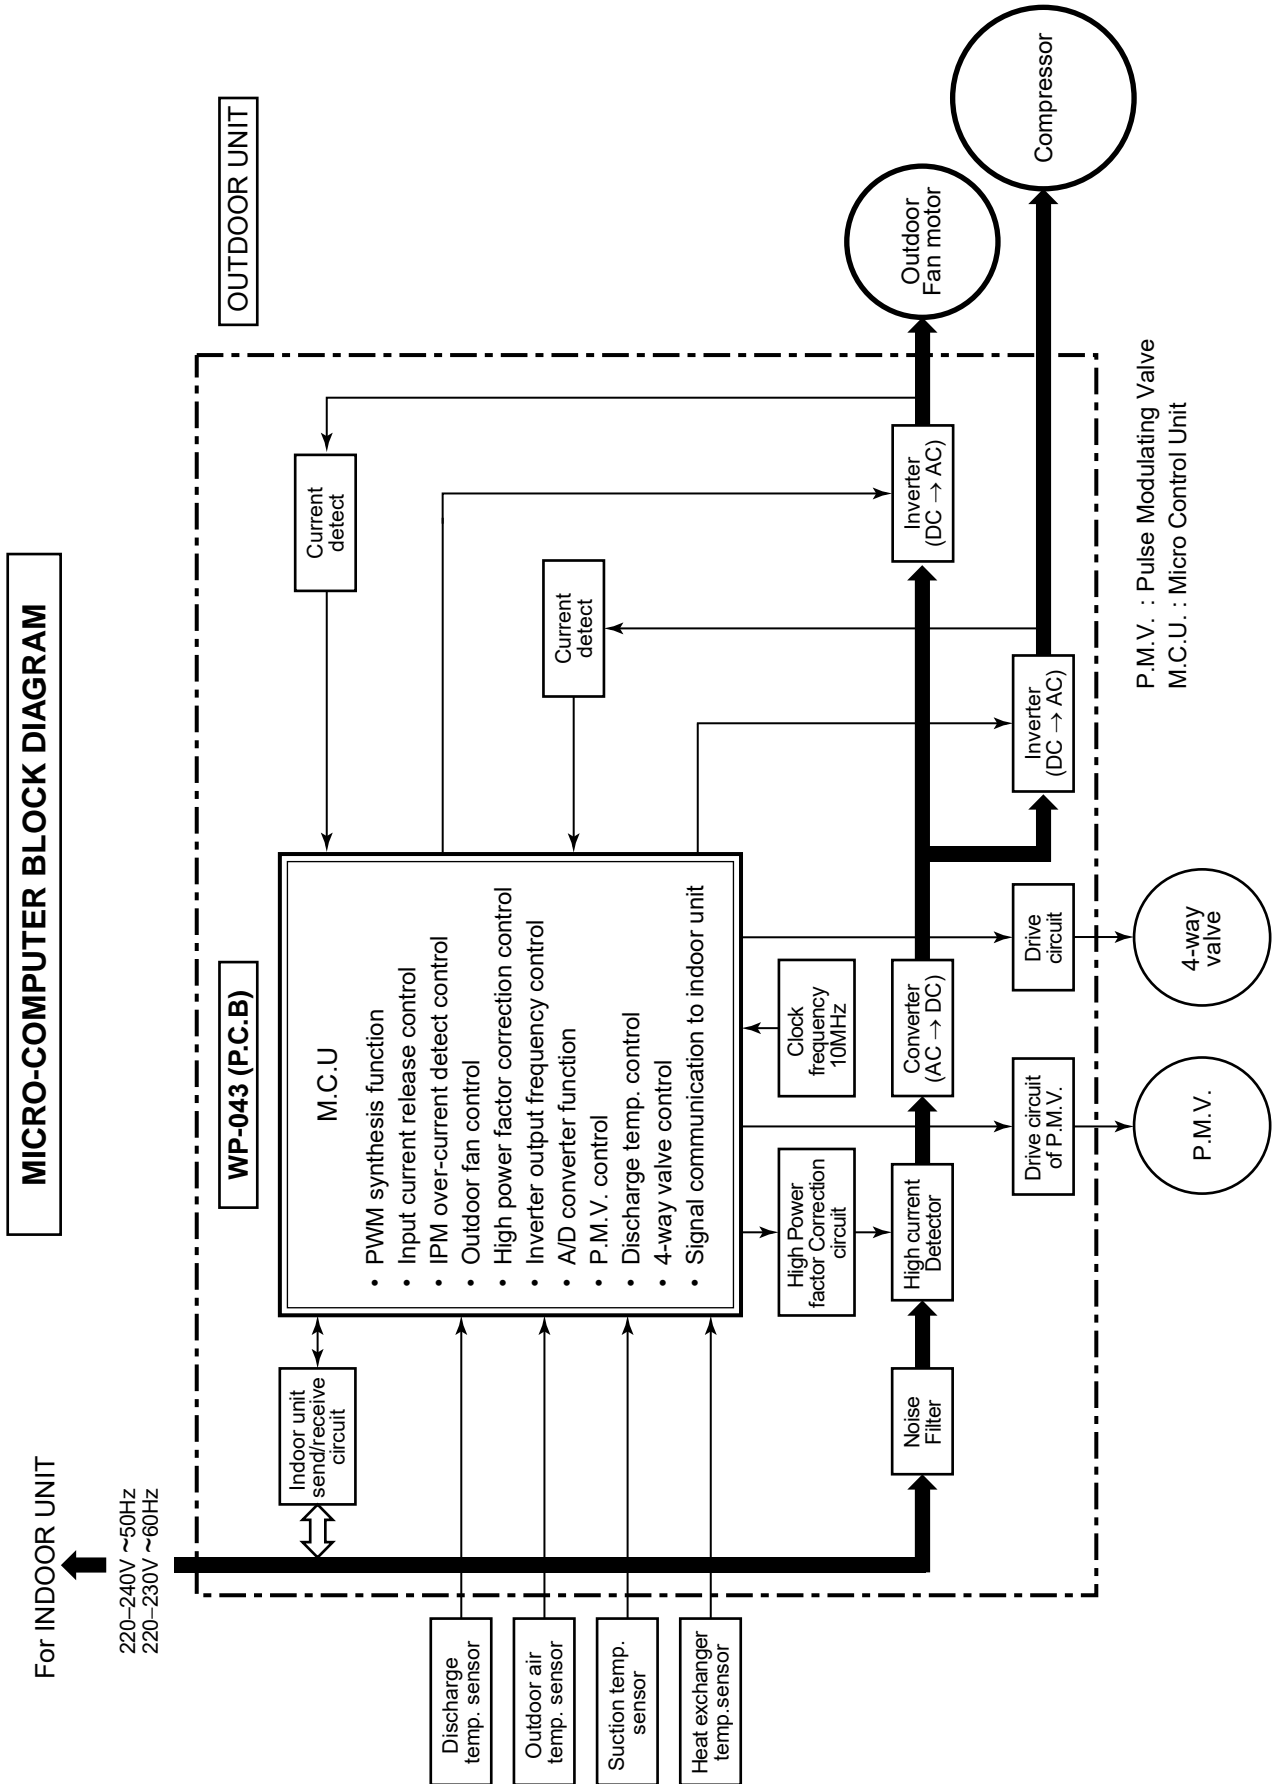 MICRO-COMPUTER BLOCK DIAGRAM
For INDOOR UNIT
220–240V ~50Hz
220–230V ~60Hz
WP-043 (P.C.B)
OUTDOOR UNIT
Indoor unit
send/receive
circuit
M.C.U
• PWM synthesis function
• Input current release control
• IPM over-current detect control
• Outdoor fan control
• High power factor correction control
• Inverter output frequency control
• A/D converter function
• P.M.V. control
• Discharge temp. control
• 4-way valve control
• Signal communication to indoor unit
Current
detect
Current
detect
Discharge
temp. sensor
Outdoor air
temp. sensor
Suction temp.
sensor
Heat exchanger
temp.sensor
High Power
factor Correction
circuit
Clock
frequency
10MHz
Noise
Filter
High current
Detector
Converter
(AC → DC)
Inverter
(DC → AC)
Outdoor
Fan motor
Drive circuit
of P.M.V.
Drive
circuit
Inverter
(DC → AC)
Compressor
P.M.V.
4-way
valve
P.M.V. : Pulse Modulating Valve
M.C.U. : Micro Control Unit